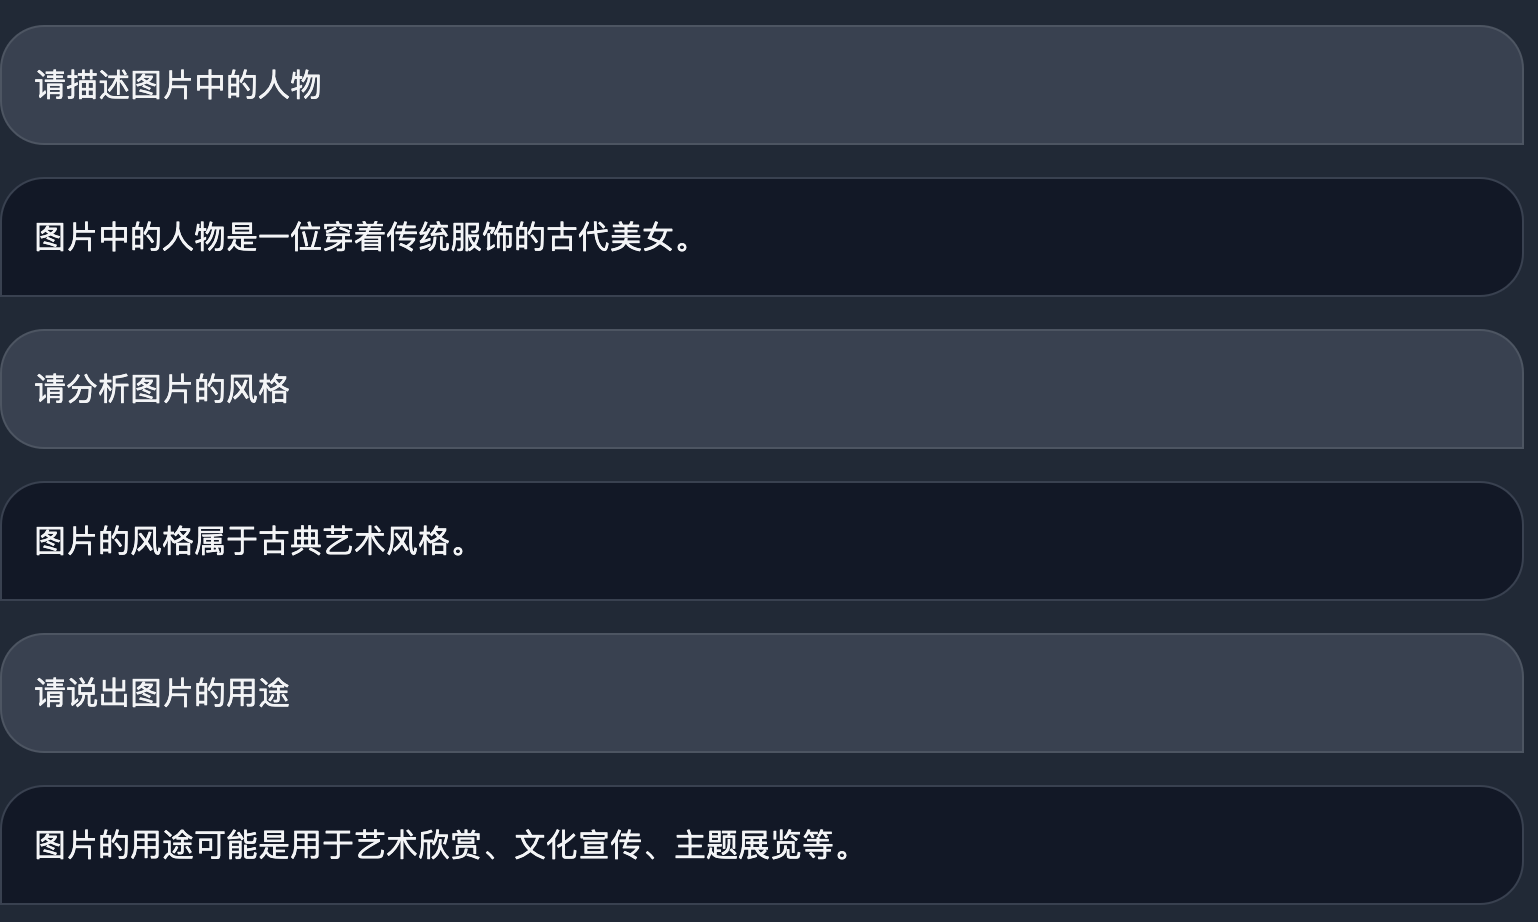 请描述图片中的人物
图片中的人物是一位穿着传统服饰的古代美女。
请分析图片的风格
图片的风格属于古典艺术风格。
请说出图片的用途
图片的用途可能是用于艺术欣赏、文化宣传、主题展览等。